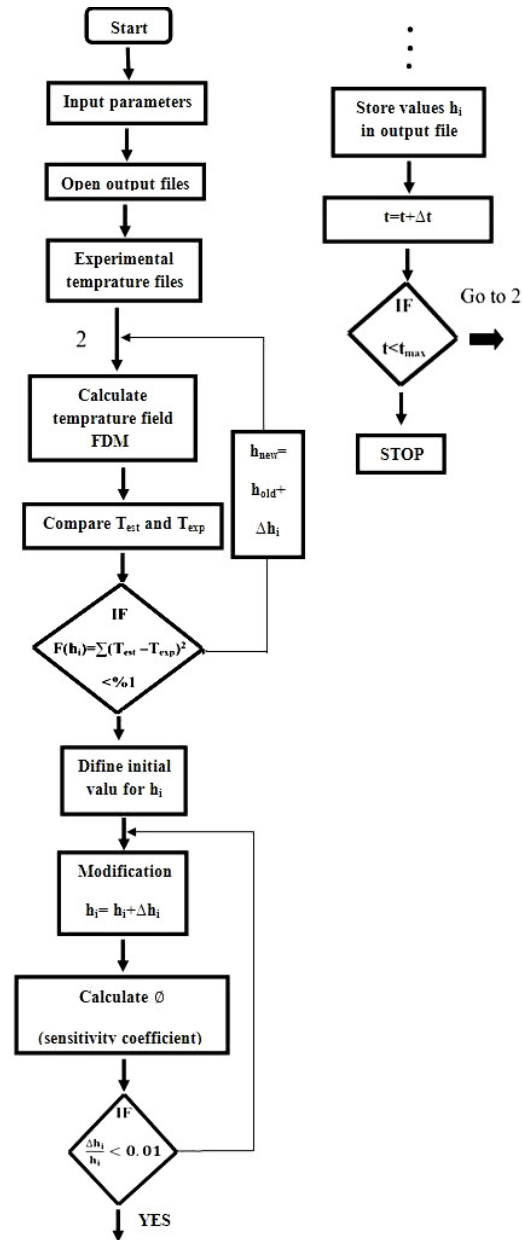 Start
Input parameters
Open output files
Experimental
temprature files
2
Calculate
temprature field
FDM
Compare Test and Texp
IF
F(hi)=∑(Test –Texp)2
<%1
hnew=
hold+
Δhi
Difine initial
valu for hi
Modification
hi= hi+Δhi
Calculate ∅
(sensitivity coefficient)
IF
Δhi/hi < 0.01
YES
Store values hi
in output file
t=t+Δt
IF
t<tmax
Go to 2
STOP